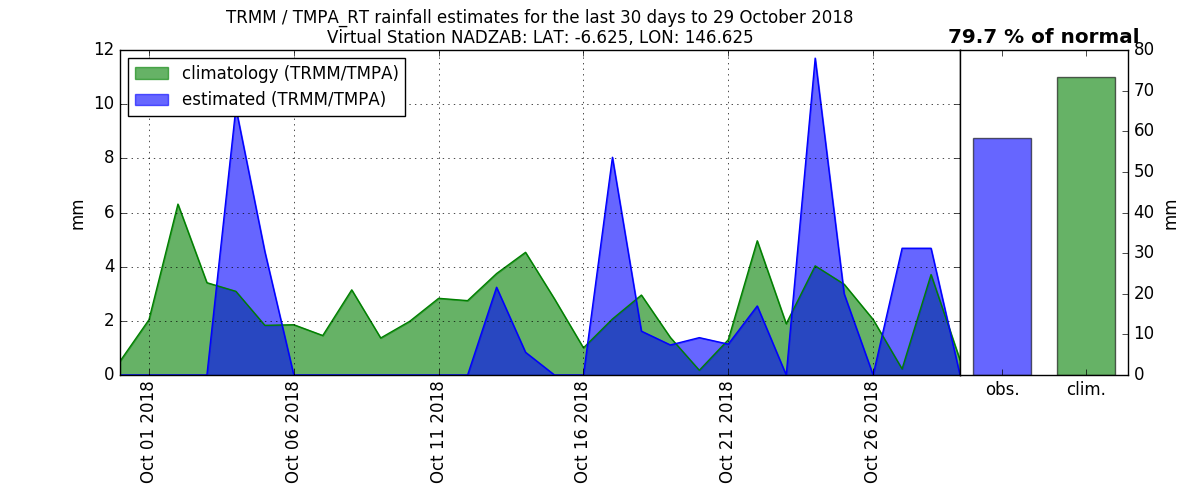 TRMM / TMPA_RT rainfall estimates for the last 30 days to 29 October 2018
Virtual Station NADZAB: LAT: -6.625, LON: 146.625
79.7 % of normal
climatology (TRMM/TMPA)
estimated (TRMM/TMPA)
12
10
8
6
4
2
0
mm
Oct 01 2018
Oct 06 2018
Oct 11 2018
Oct 16 2018
Oct 21 2018
Oct 26 2018
obs.
clim.
80
70
60
50
40
30
20
10
0
mm